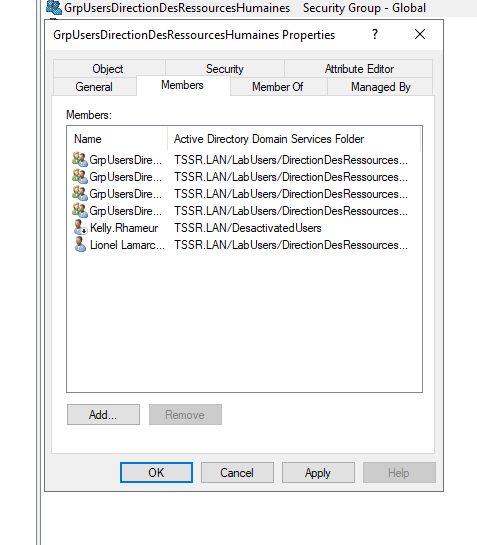 GrpUsersDirectionDesRessourcesHumaines Security Group - Global
GrpUsersDirectionDesRessourcesHumaines Properties ? ×
Object Security Attribute Editor
General Members Member Of Managed By
Members:
Name Active Directory Domain Services Folder
GrpUsersDire... TSSR.LAN/LabUsers/DirectionDesRessources...
GrpUsersDire... TSSR.LAN/LabUsers/DirectionDesRessources...
GrpUsersDire... TSSR.LAN/LabUsers/DirectionDesRessources...
GrpUsersDire... TSSR.LAN/LabUsers/DirectionDesRessources...
Kelly.Rhameur TSSR.LAN/DesactivatedUsers
Lionel Lamarc... TSSR.LAN/LabUsers/DirectionDesRessources...
Add... Remove
OK Cancel Apply Help